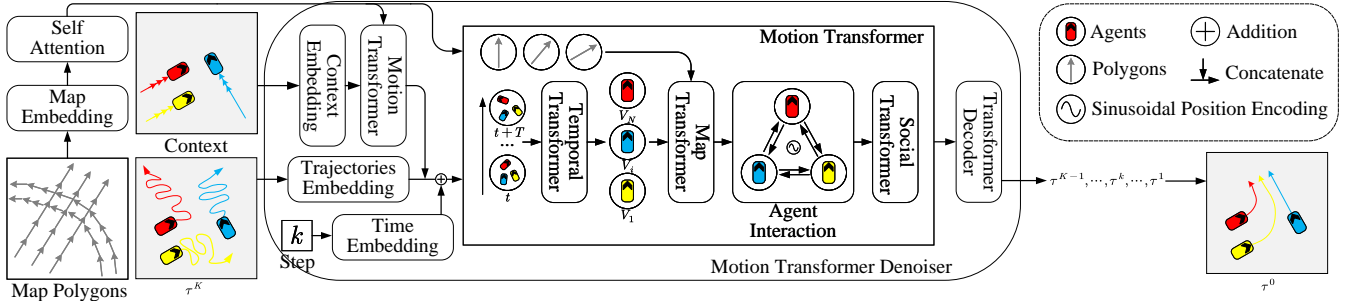 Self
Attention
Map
Embedding
Map Polygons
Context
τ^K
Context
Embedding
Motion
Transformer
Trajectories
Embedding
k
Step
Time
Embedding
Motion Transformer
t+T
...
t
Temporal
Transformer
V_N
V_i
V_1
Map
Transformer
Agent
Interaction
Social
Transformer
Transformer
Decoder
Motion Transformer Denoiser
Agents
Addition
Polygons
Concatenate
Sinusoidal Position Encoding
τ^{K-1},...,τ^k,...,τ^1
τ^0